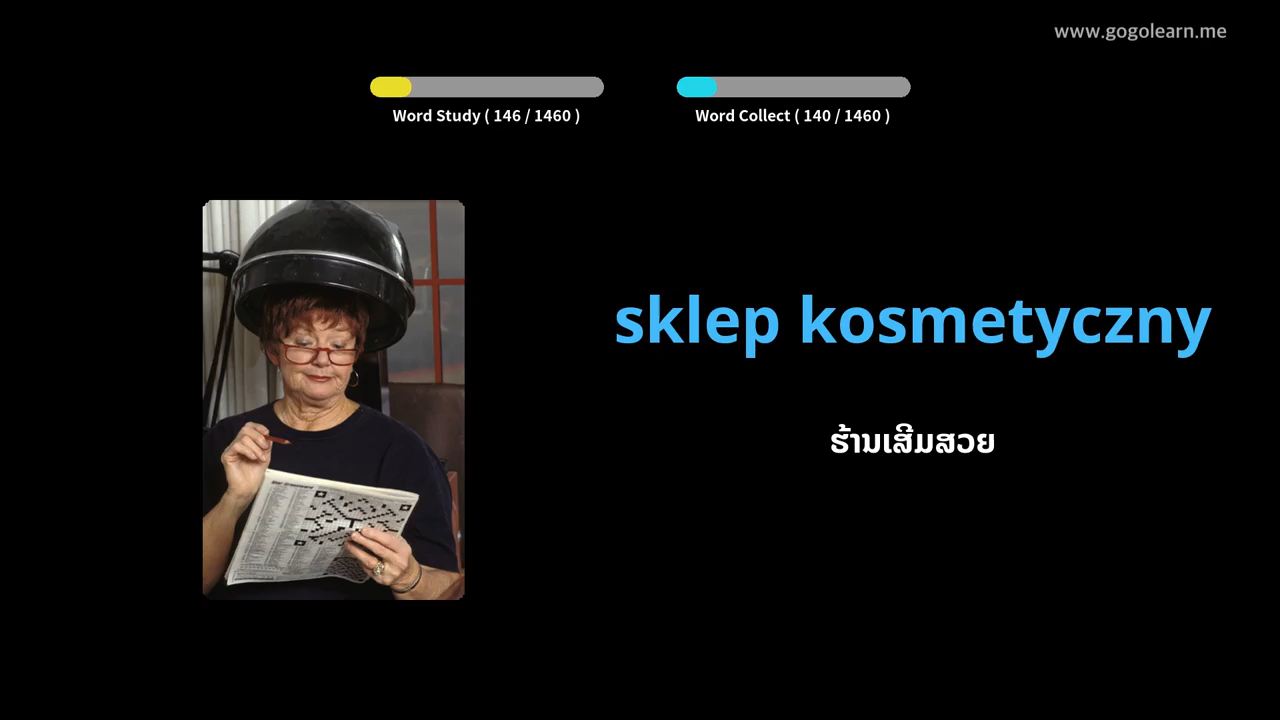 www.gogolearn.me
Word Study ( 146 / 1460 )
Word Collect ( 140 / 1460 )
sklep kosmetyczny
ຮ້ານເສີມສວຍ